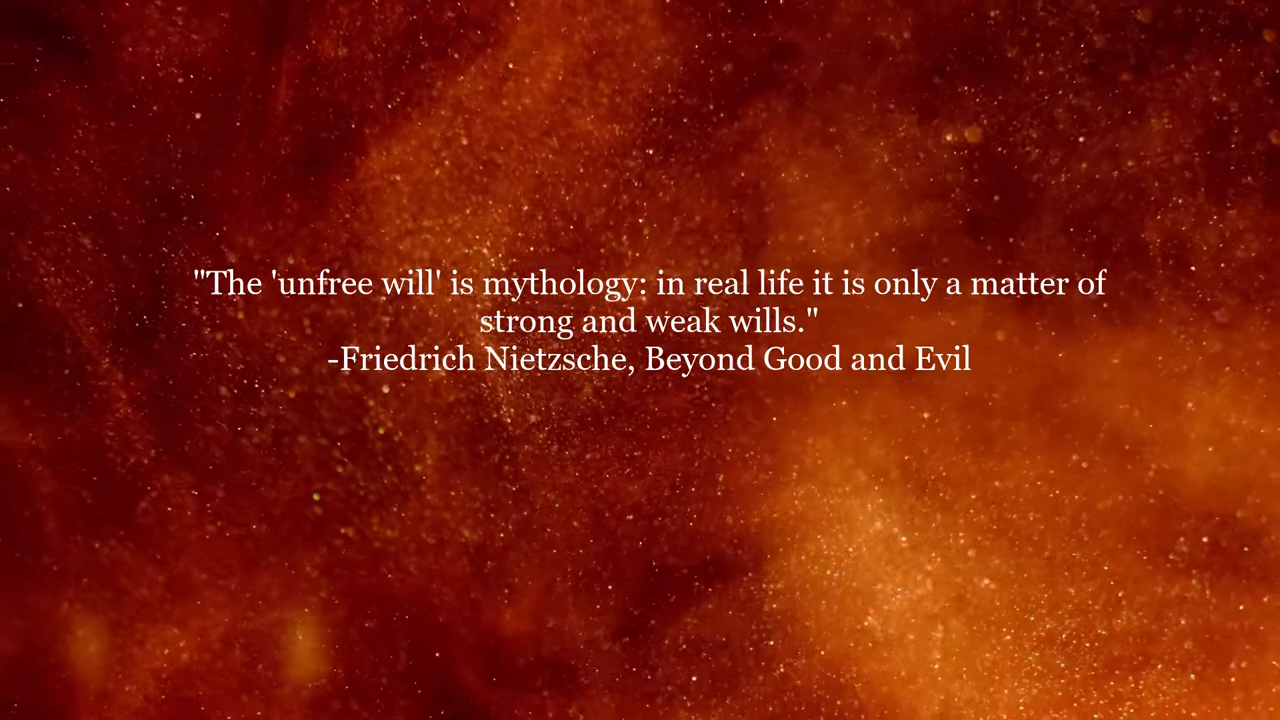 "The 'unfree will' is mythology: in real life it is only a matter of
strong and weak wills."
-Friedrich Nietzsche, Beyond Good and Evil